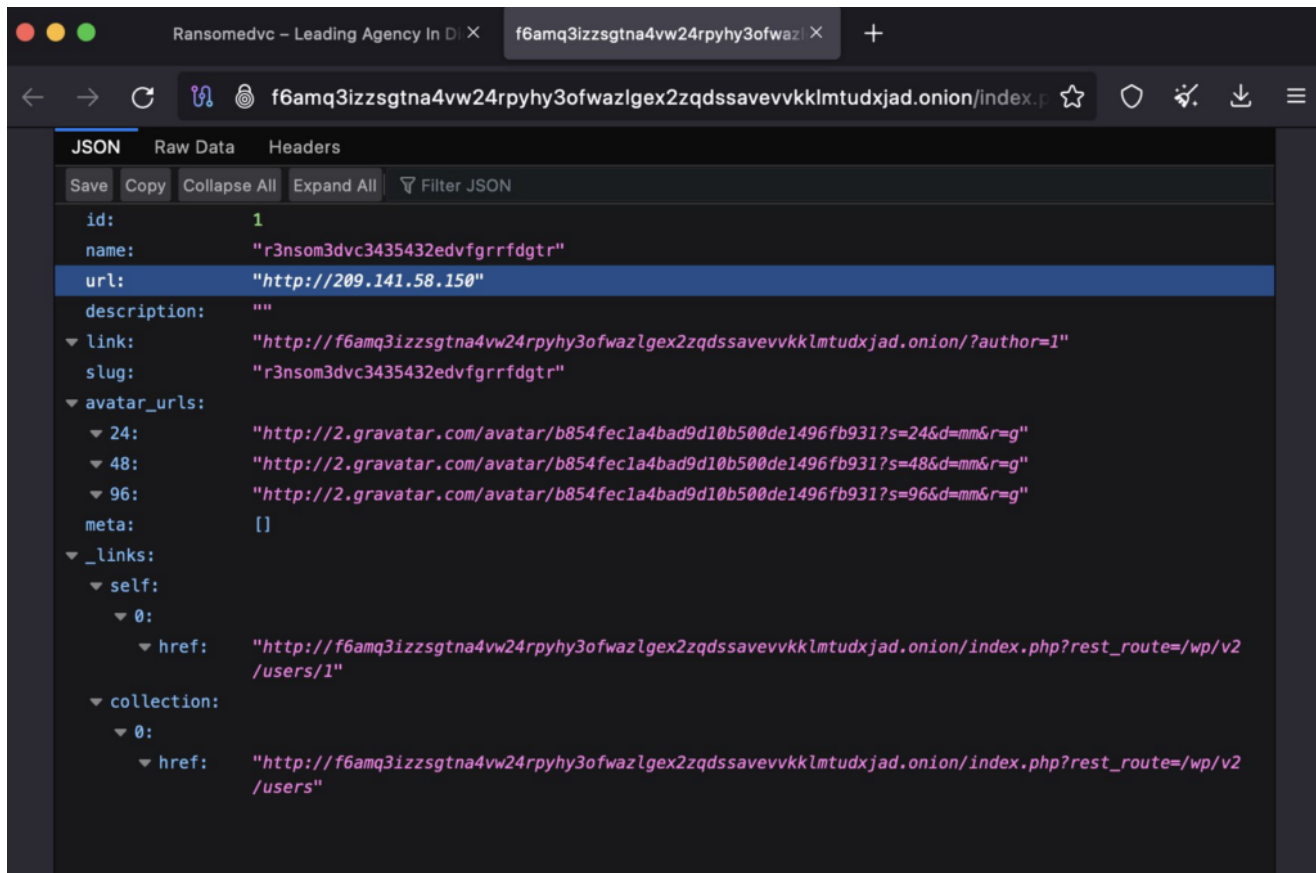 Ransomedvc – Leading Agency In Di
f6amq3izzsgtna4vw24rpyhy3ofwazl
f6amq3izzsgtna4vw24rpyhy3ofwazlgex2zqdssavevvkklmtudxjad.onion/index.p
JSON Raw Data Headers
Save Copy Collapse All Expand All Filter JSON
id: 1
name: "r3nsom3dvc3435432edvfgrrfdgtr"
url: "http://209.141.58.150"
description: ""
link: "http://f6amq3izzsgtna4vw24rpyhy3ofwazlgex2zqdssavevvkklmtudxjad.onion/?author=1"
slug: "r3nsom3dvc3435432edvfgrrfdgtr"
avatar_urls:
24: "http://2.gravatar.com/avatar/b854fec1a4bad9d10b500de1496fb931?s=24&d=mm&r=g"
48: "http://2.gravatar.com/avatar/b854fec1a4bad9d10b500de1496fb931?s=48&d=mm&r=g"
96: "http://2.gravatar.com/avatar/b854fec1a4bad9d10b500de1496fb931?s=96&d=mm&r=g"
meta: []
_links:
self:
0:
href: "http://f6amq3izzsgtna4vw24rpyhy3ofwazlgex2zqdssavevvkklmtudxjad.onion/index.php?rest_route=/wp/v2
/users/1"
collection:
0:
href: "http://f6amq3izzsgtna4vw24rpyhy3ofwazlgex2zqdssavevvkklmtudxjad.onion/index.php?rest_route=/wp/v2
/users"